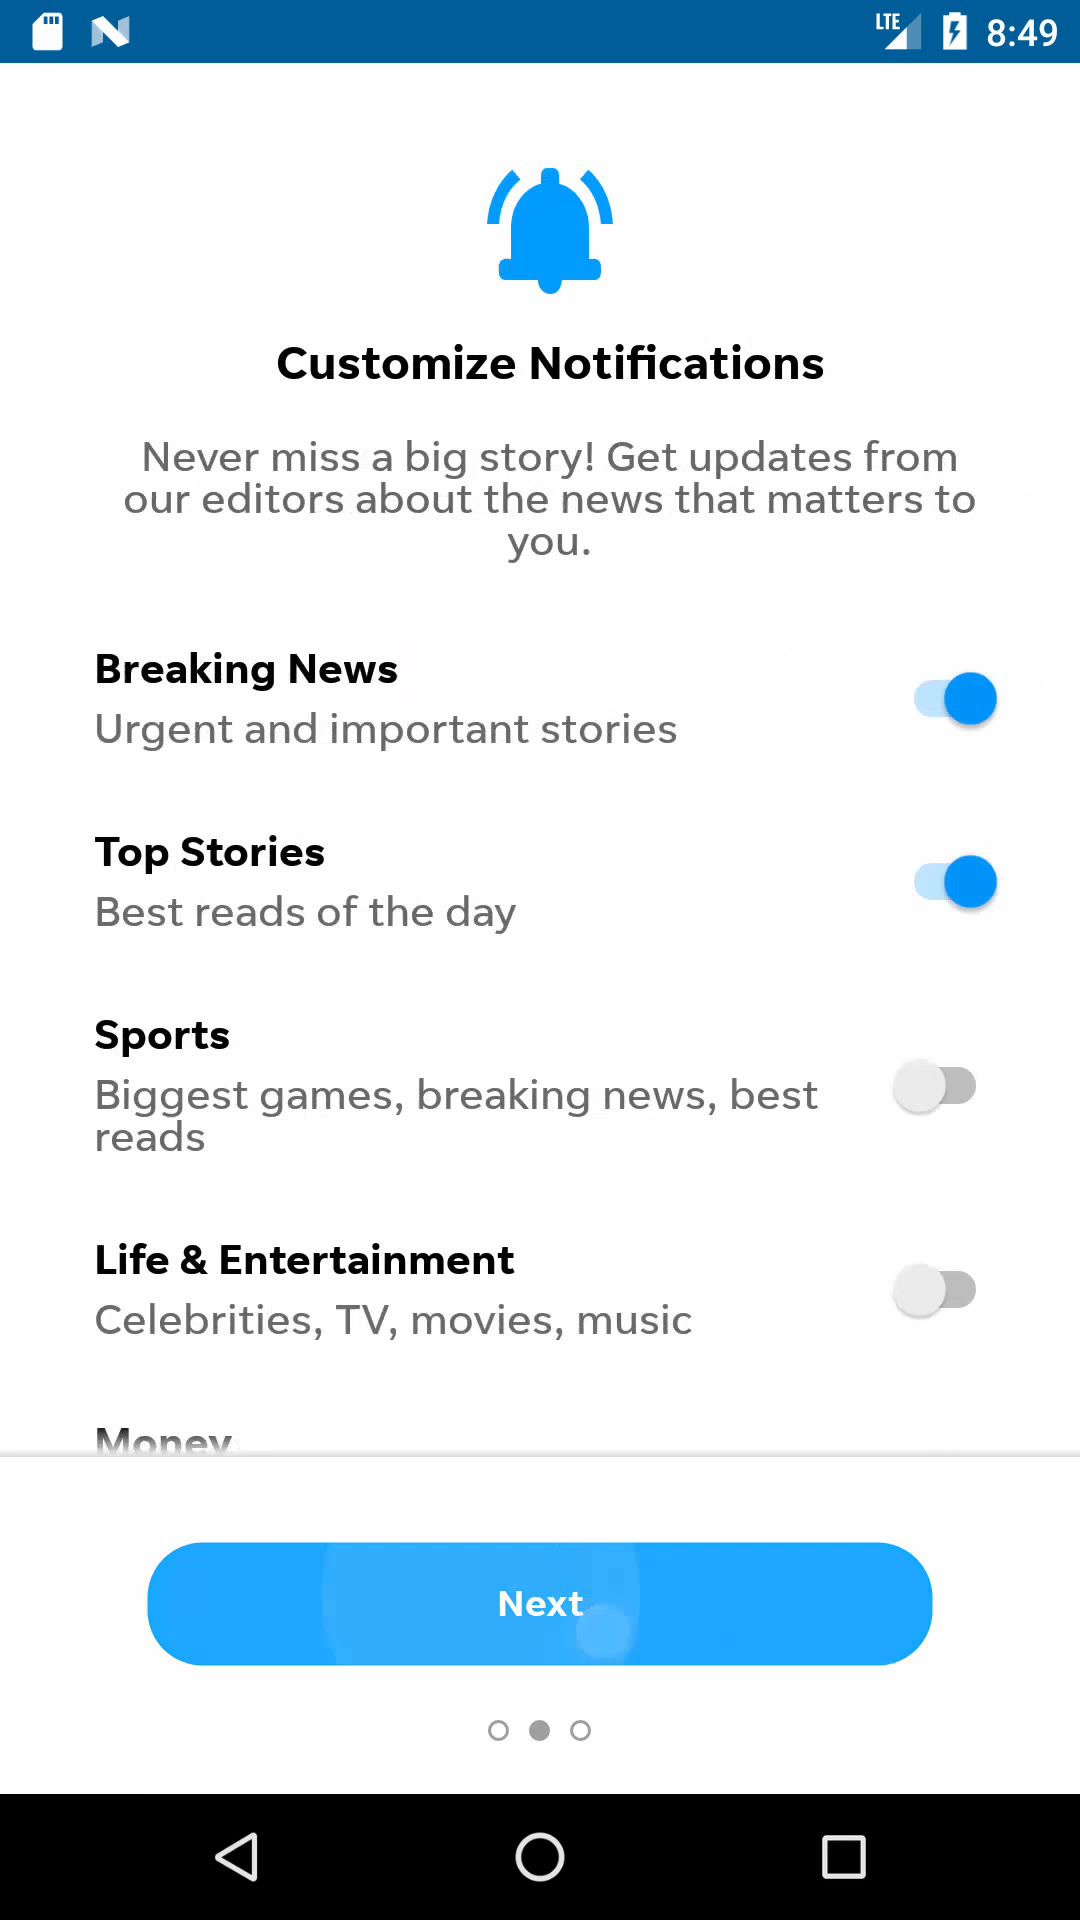 LTE 8:49
Customize Notifications
Never miss a big story! Get updates from
our editors about the news that matters to
you.
Breaking News
Urgent and important stories
Top Stories
Best reads of the day
Sports
Biggest games, breaking news, best
reads
Life & Entertainment
Celebrities, TV, movies, music
Money
Next